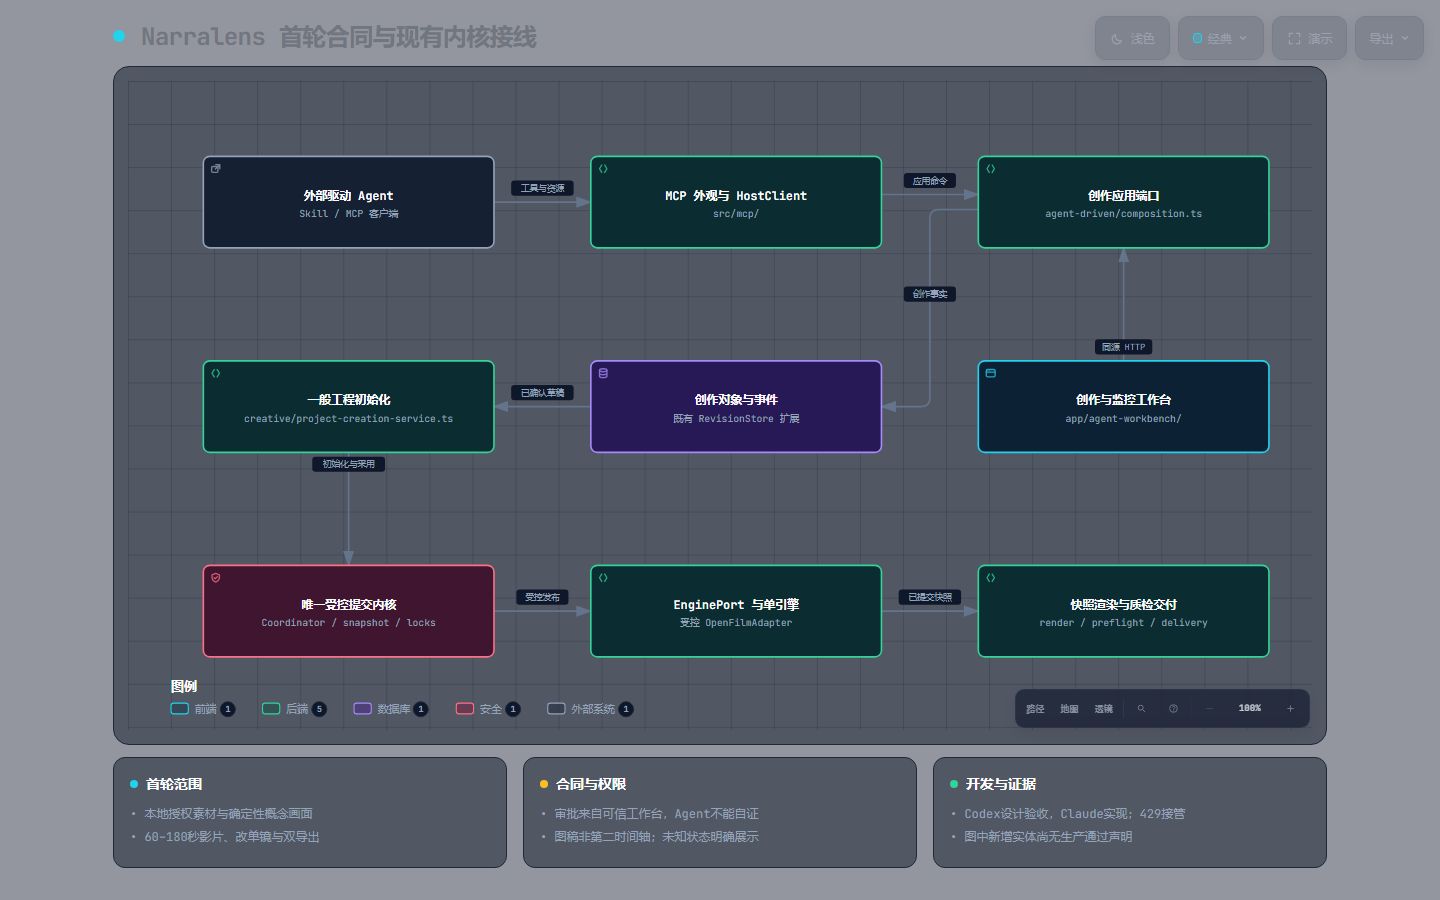 Narralens 首轮合同与现有内核接线
浅色
经典
演示
导出
外部驱动 Agent
Skill / MCP 客户端
工具与资源
MCP 外观与 HostClient
src/mcp/
应用命令
创作应用端口
agent-driven/composition.ts
创作事实
同源 HTTP
一般工程初始化
creative/project-creation-service.ts
已确认草稿
创作对象与事件
既有 RevisionStore 扩展
创作与监控工作台
app/agent-workbench/
初始化与采用
唯一受控提交内核
Coordinator / snapshot / locks
受控发布
EnginePort 与单引擎
受控 OpenFilmAdapter
已提交快照
快照渲染与质检交付
render / preflight / delivery
图例
前端 1
后端 5
数据库 1
安全 1
外部系统 1
路径 地图 透镜 100%
首轮范围
• 本地授权素材与确定性概念画面
• 60–180秒影片、改单镜与双导出
合同与权限
• 审批来自可信工作台，Agent不能自证
• 图稿非第二时间轴；未知状态明确展示
开发与证据
• Codex设计验收，Claude实现；429接管
• 图中新增实体尚无生产通过声明